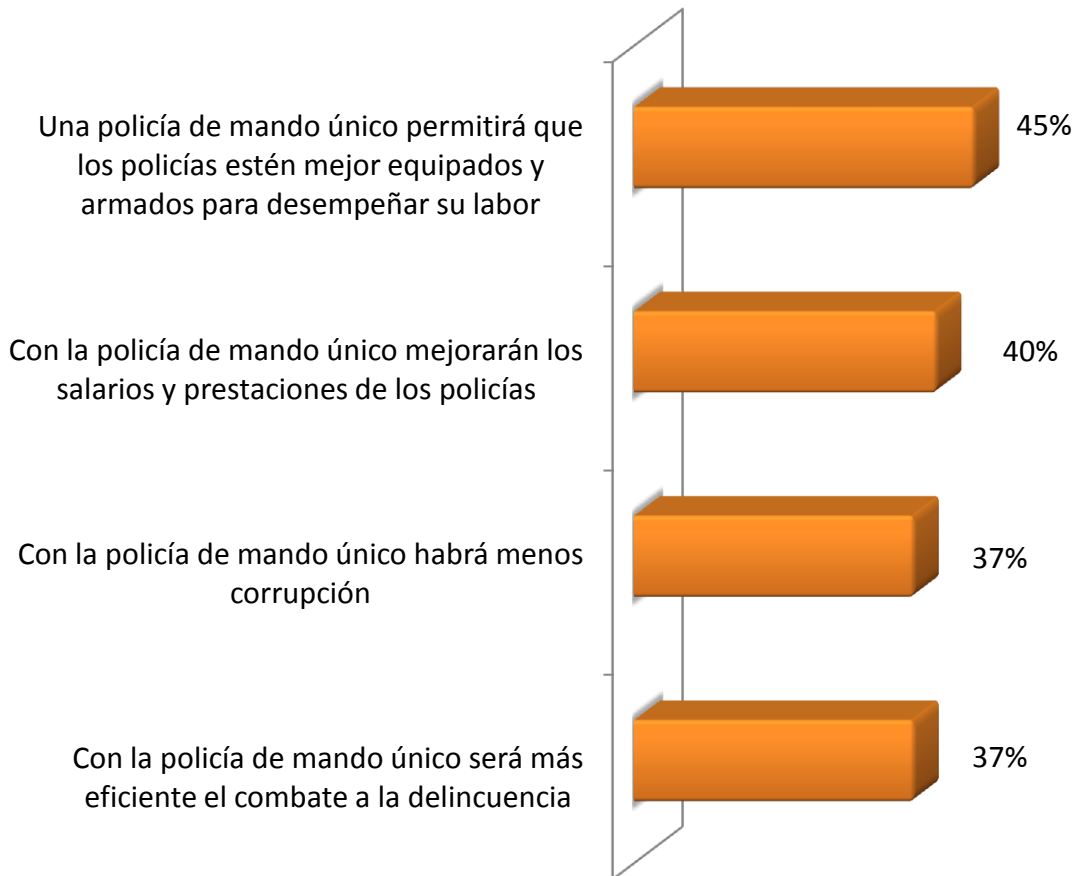 Una policía de mando único permitirá que
los policías estén mejor equipados y
armados para desempeñar su labor
45%
Con la policía de mando único mejorarán los
salarios y prestaciones de los policías
40%
Con la policía de mando único habrá menos
corrupción
37%
Con la policía de mando único será más
eficiente el combate a la delincuencia
37%